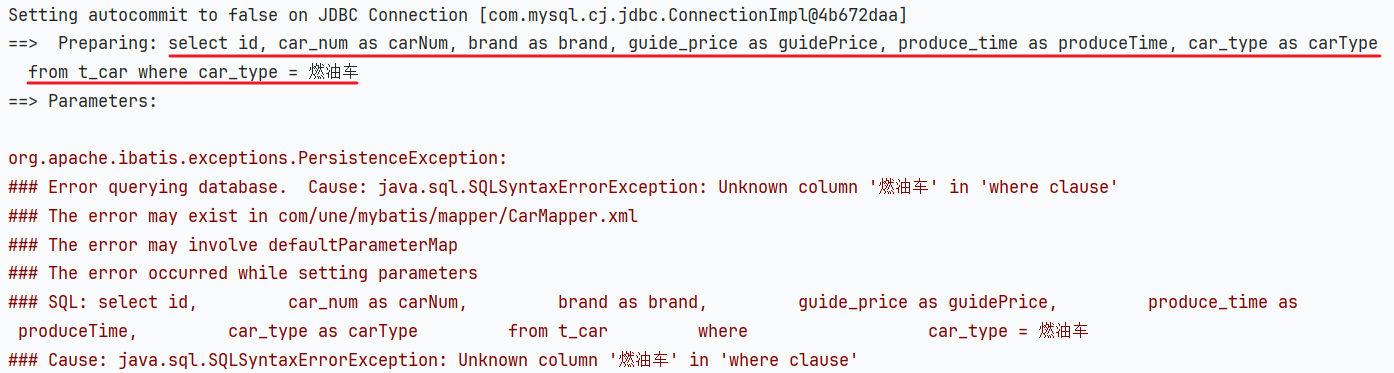 Setting autocommit to false on JDBC Connection [com.mysql.cj.jdbc.ConnectionImpl@4b672daa]
==>  Preparing: select id, car_num as carNum, brand as brand, guide_price as guidePrice, produce_time as produceTime, car_type as carType
from t_car where car_type = 燃油车
==> Parameters:
org.apache.ibatis.exceptions.PersistenceException:
### Error querying database.  Cause: java.sql.SQLSyntaxErrorException: Unknown column '燃油车' in 'where clause'
### The error may exist in com/une/mybatis/mapper/CarMapper.xml
### The error may involve defaultParameterMap
### The error occurred while setting parameters
### SQL: select id,         car_num as carNum,         brand as brand,         guide_price as guidePrice,         produce_time as
produceTime,         car_type as carType         from t_car         where                  car_type = 燃油车
### Cause: java.sql.SQLSyntaxErrorException: Unknown column '燃油车' in 'where clause'